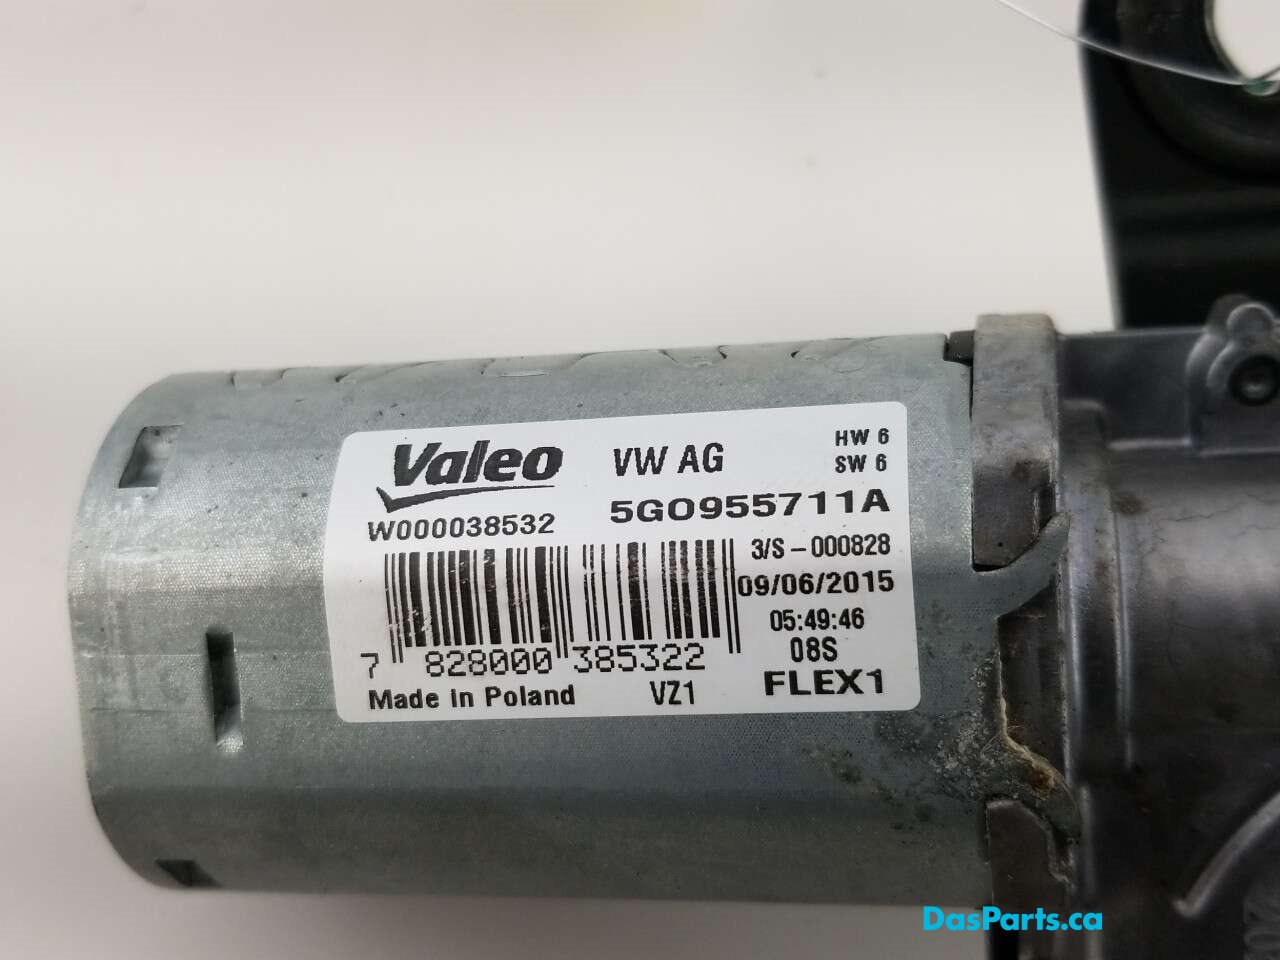 Valeo VW AG HW 6
SW 6
W000038532 5G0955711A
3/S - 000828
09/06/2015
05:49:46
08S
7 828000 385322
Made in Poland VZ1 FLEX1
DasParts.ca